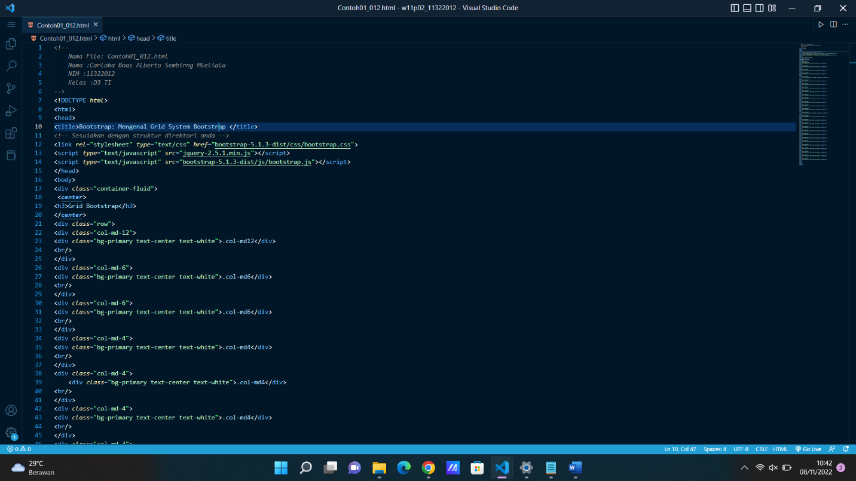 Contoh01_012.html - w11p02_11322012 - Visual Studio Code
Contoh01_012.html
Contoh01_012.html > html > head > title
1 <!--
2 Nama File: Contoh01_012.html
3 Nama :Carioko Boas ALberto Sembirng
4 NIM :11322012
5 Kelas :D3 TI
6 -->
7 <!DOCTYPE html>
8 <html>
9 <head>
10 <title>Bootstrap: Mengenal Grid System Bootstrap </title>
11 <!-- Sesuaikan dengan struktur direktori anda -->
12 <link rel="stylesheet" type="text/css" href="bootstrap-5.1.3-dist/css/bootstrap.css">
13 <script type="text/javascript" src="jquery-2.5.1.min.js"></script>
14 <script type="text/javascript" src="bootstrap-5.1.3-dist/js/bootstrap.js"></script>
15 </head>
16 <body>
17 <div class="container-fluid">
18 <center>
19 <h3>Grid Bootstrap</h3>
20 </center>
21 <div class="row">
22 <div class="col-md-12">
23 <div class="bg-primary text-center text-white">.col-md12</div>
24 <br/>
25 </div>
26 <div class="col-md-6">
27 <div class="bg-primary text-center text-white">.col-md6</div>
28 <br/>
29 </div>
30 <div class="col-md-6">
31 <div class="bg-primary text-center text-white">.col-md6</div>
32 <br/>
33 </div>
34 <div class="col-md-4">
35 <div class="bg-primary text-center text-white">.col-md4</div>
36 <br/>
37 </div>
38 <div class="col-md-4">
39 <div class="bg-primary text-center text-white">.col-md4</div>
40 <br/>
41 </div>
42 <div class="col-md-4">
43 <div class="bg-primary text-center text-white">.col-md4</div>
44 <br/>
45 </div>
0 0 Ln 10, Col 47 Spaces: 4 UTF-8 CRLF HTML Go Live
29°C
Berawan
10:42
08/11/2022
2